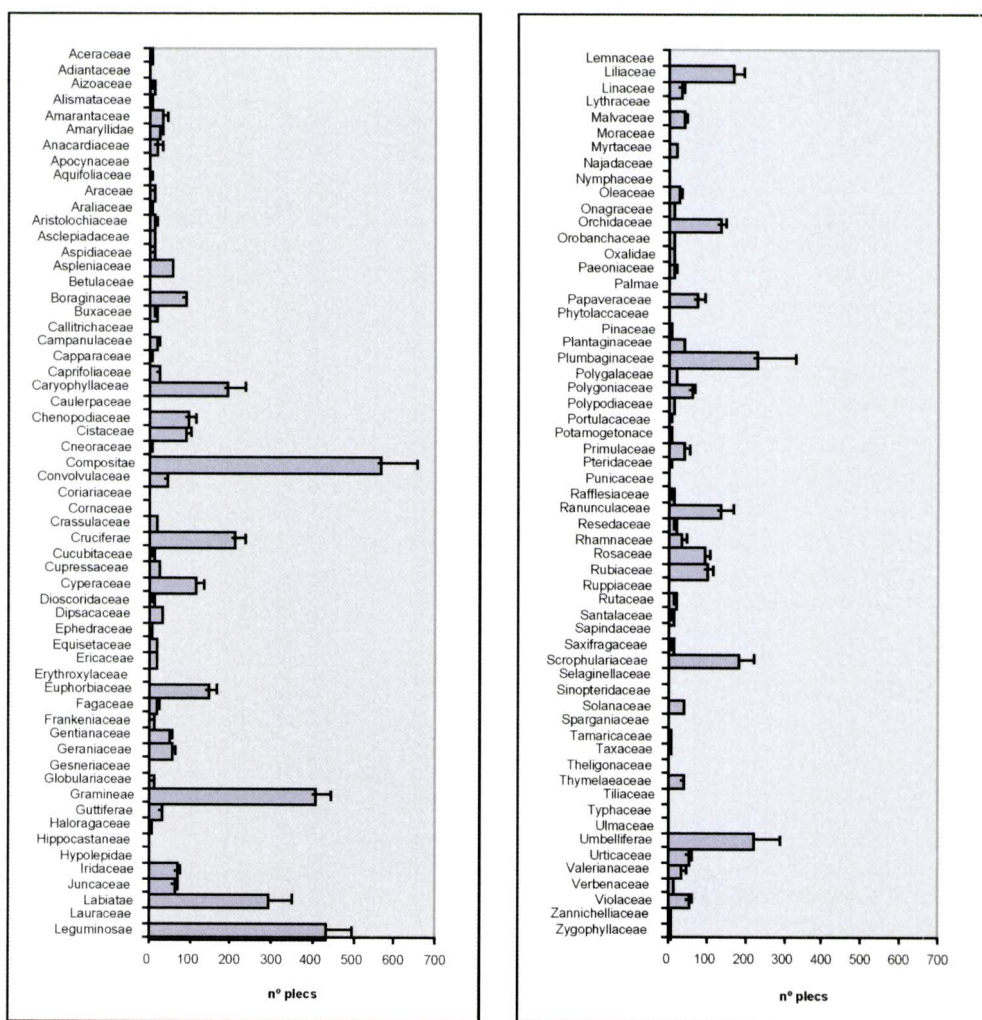 Aceraceae
Adiantaceae
Aizoaceae
Alismataceae
Amarantaceae
Amaryllidae
Anacardiaceae
Apocynaceae
Aquifoliaceae
Araceae
Araliaceae
Aristolochiaceae
Asclepiadaceae
Aspidiaceae
Aspleniaceae
Betulaceae
Boraginaceae
Buxaceae
Callitrichaceae
Campanulaceae
Capparaceae
Caprifoliaceae
Caryophyllaceae
Caulerpaceae
Chenopodiaceae
Cistaceae
Cneoraceae
Compositae
Convolvulaceae
Coriariaceae
Cornaceae
Crassulaceae
Cruciferae
Cucubitaceae
Cupressaceae
Cyperaceae
Dioscoridaceae
Dipsacaceae
Ephedraceae
Equisetaceae
Ericaceae
Erythroxylaceae
Euphorbiaceae
Fagaceae
Frankeniaceae
Gentianaceae
Geraniaceae
Gesneriaceae
Globulariaceae
Gramineae
Guttiferae
Haloragaceae
Hippocastaneae
Hypolepidae
Iridaceae
Juncaceae
Labiatae
Lauraceae
Leguminosae
0 100 200 300 400 500 600 700
nº plecs
Lemnaceae
Liliaceae
Linaceae
Lythraceae
Malvaceae
Moraceae
Myrtaceae
Najadaceae
Nymphaceae
Oleaceae
Onagraceae
Orchidaceae
Orobanchaceae
Oxalidae
Paeoniaceae
Palmae
Papaveraceae
Phytolaccaceae
Pinaceae
Plantaginaceae
Plumbaginaceae
Polygalaceae
Polygoniaceae
Polypodiaceae
Portulacaceae
Potamogetonace
Primulaceae
Pteridaceae
Punicaceae
Rafflesiaceae
Ranunculaceae
Resedaceae
Rhamnaceae
Rosaceae
Rubiaceae
Ruppiaceae
Rutaceae
Santalaceae
Sapindaceae
Saxifragaceae
Scrophulariaceae
Selaginellaceae
Sinopteridaceae
Solanaceae
Sparganiaceae
Tamaricaceae
Taxaceae
Theligonaceae
Thymelaeaceae
Tiliaceae
Typhaceae
Ulmaceae
Umbelliferae
Urticaceae
Valerianaceae
Verbenaceae
Violaceae
Zannichelliaceae
Zygophyllaceae
0 100 200 300 400 500 600 700
nº plecs